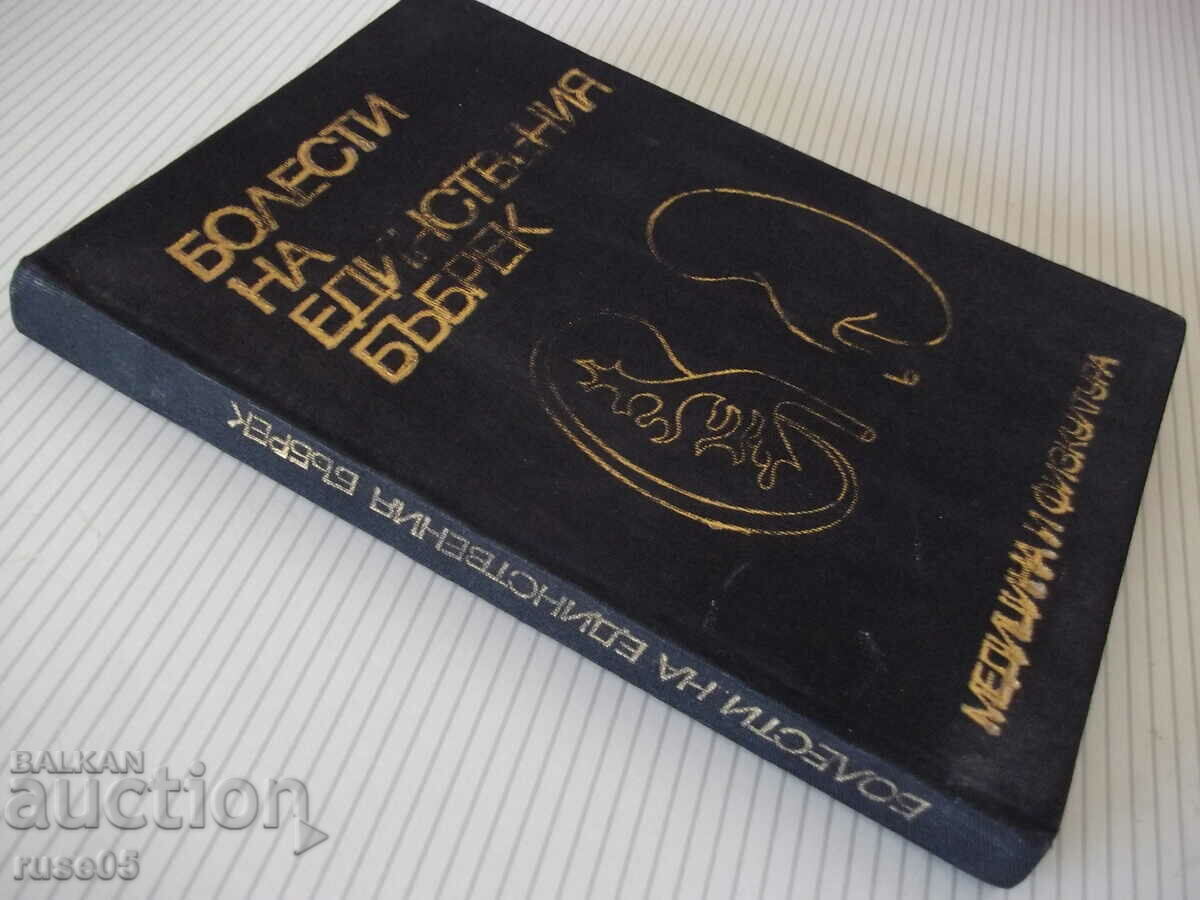 БОЛЕСТИ
НА
ЕДИНСТВЕНИЯ
БЪБРЕК
МЕДИЦИНА И ФИЗКУЛТУРА
БОЛЕСТИ НА ЕДИНСТВЕНИЯ БЪБРЕК
BALKAN
auction
ruse05